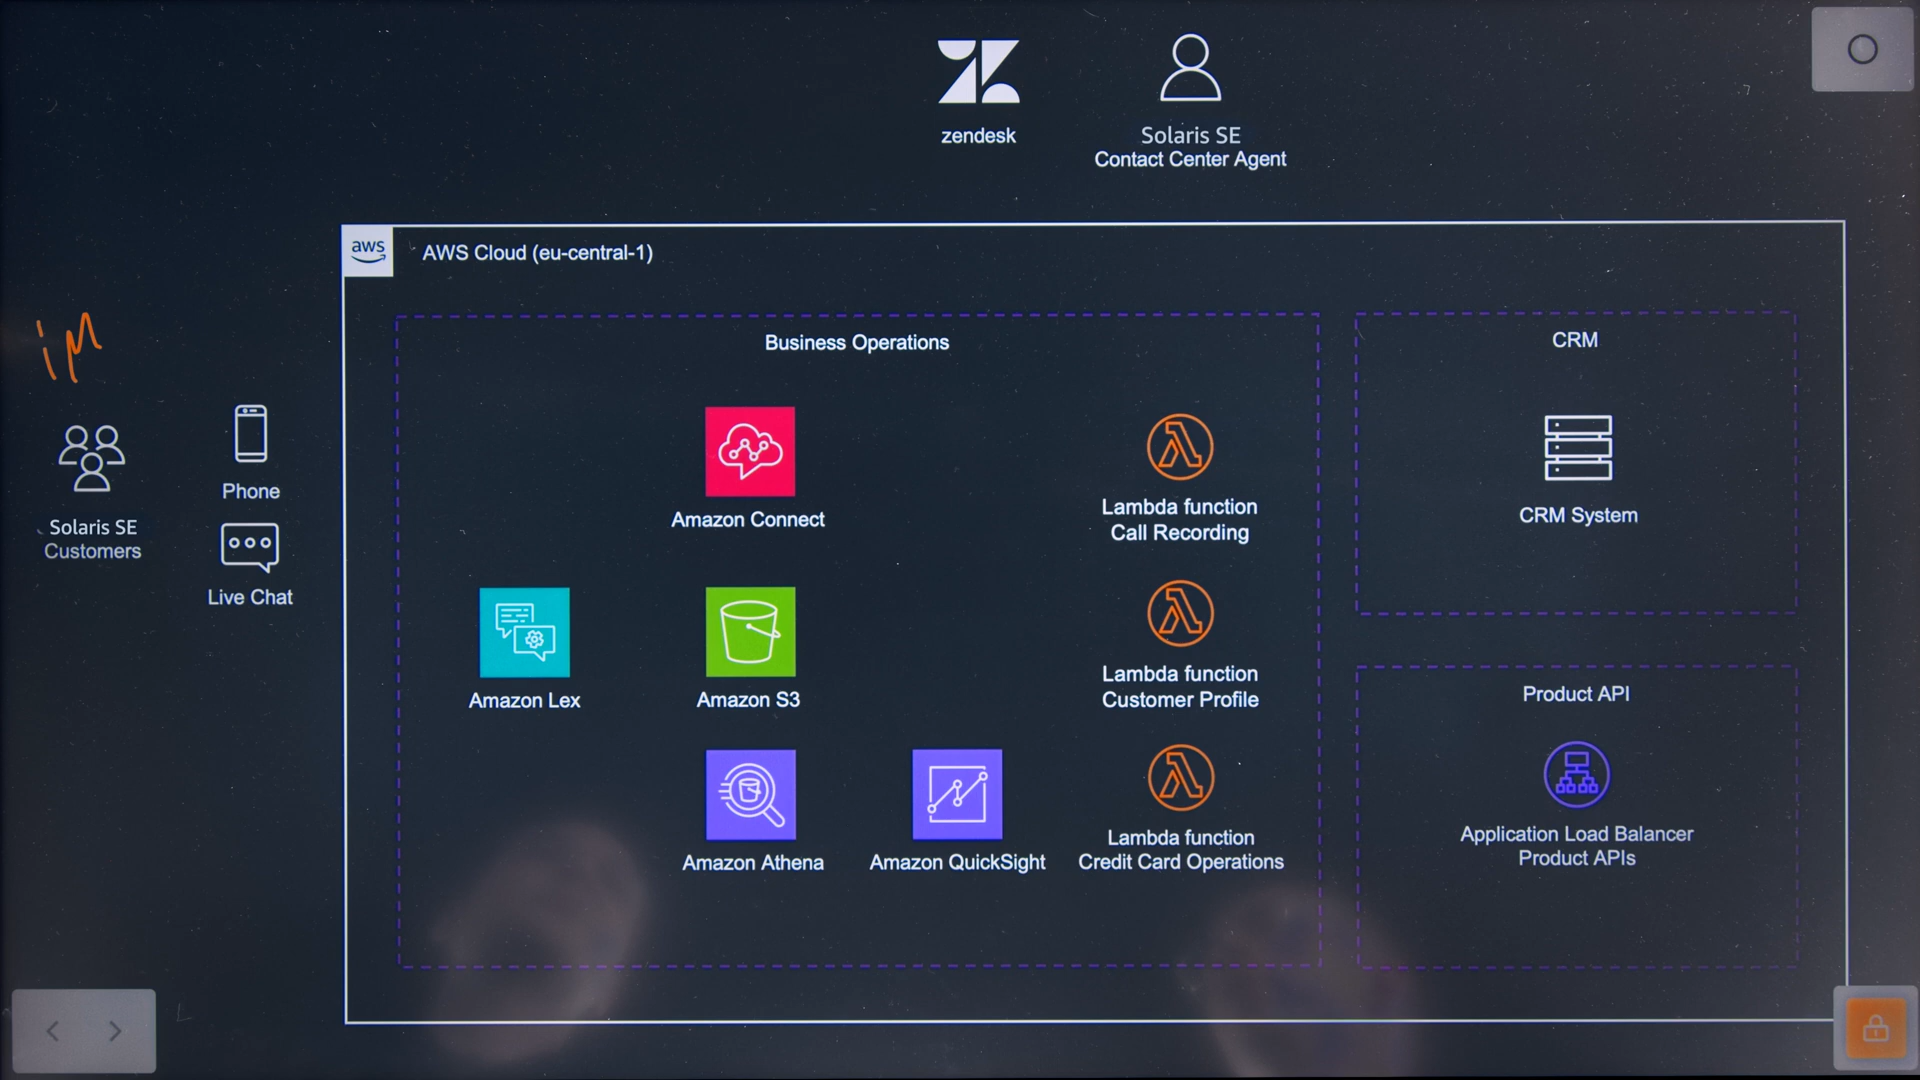 zendesk
Solaris SE
Contact Center Agent
aws
AWS Cloud (eu-central-1)
Business Operations
CRM
Amazon Connect
Lambda function
Call Recording
CRM System
Phone
Solaris SE
Customers
Live Chat
Amazon Lex
Amazon S3
Lambda function
Customer Profile
Product API
Amazon Athena
Amazon QuickSight
Lambda function
Credit Card Operations
Application Load Balancer
Product APIs